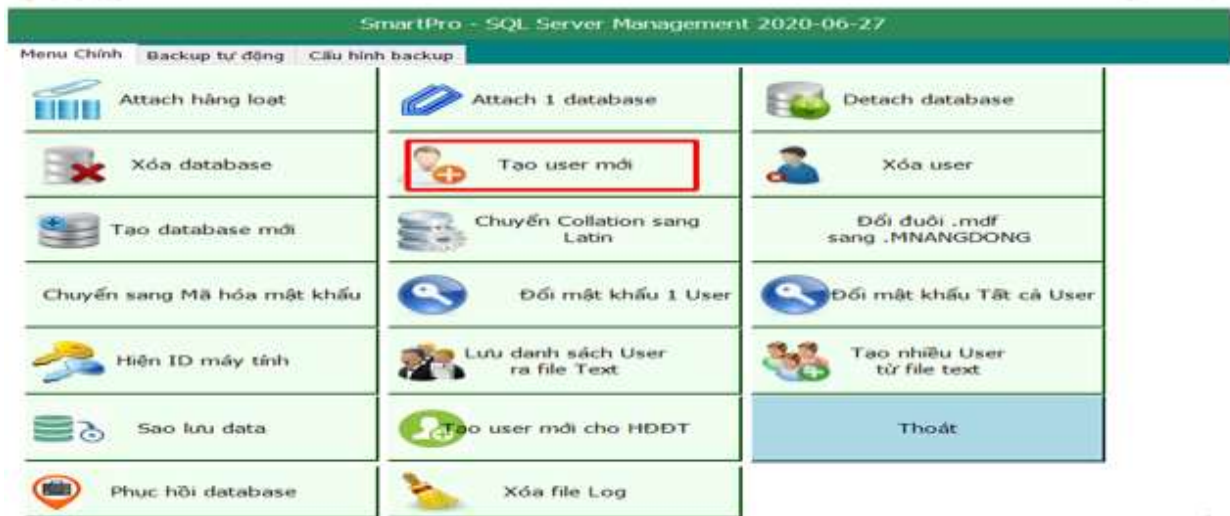 SmartPro - SQL Server Management 2020-06-27
Menu Chính Backup tự động Cấu hình backup
Attach hàng loạt
Attach 1 database
Detach database
Xóa database
Tạo user mới
Xóa user
Tạo database mới
Chuyển Collation sang
Latin
Đổi đuôi .mdf
sang .MNANGDONG
Chuyển sang Mã hóa mật khẩu
Đổi mật khẩu 1 User
Đổi mật khẩu Tất cả User
Hiện ID máy tính
Lưu danh sách User
ra file Text
Tạo nhiều User
từ file text
Sao lưu data
Tạo user mới cho HĐĐT
Thoát
Phục hồi database
Xóa file Log